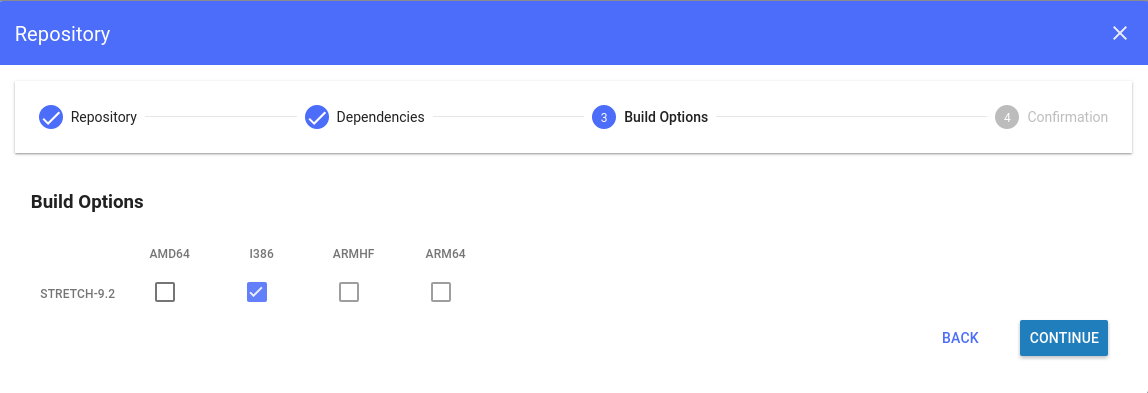 Repository
Repository Dependencies 3 Build Options 4 Confirmation
Build Options
AMD64 I386 ARMHF ARM64
STRETCH-9.2
BACK CONTINUE